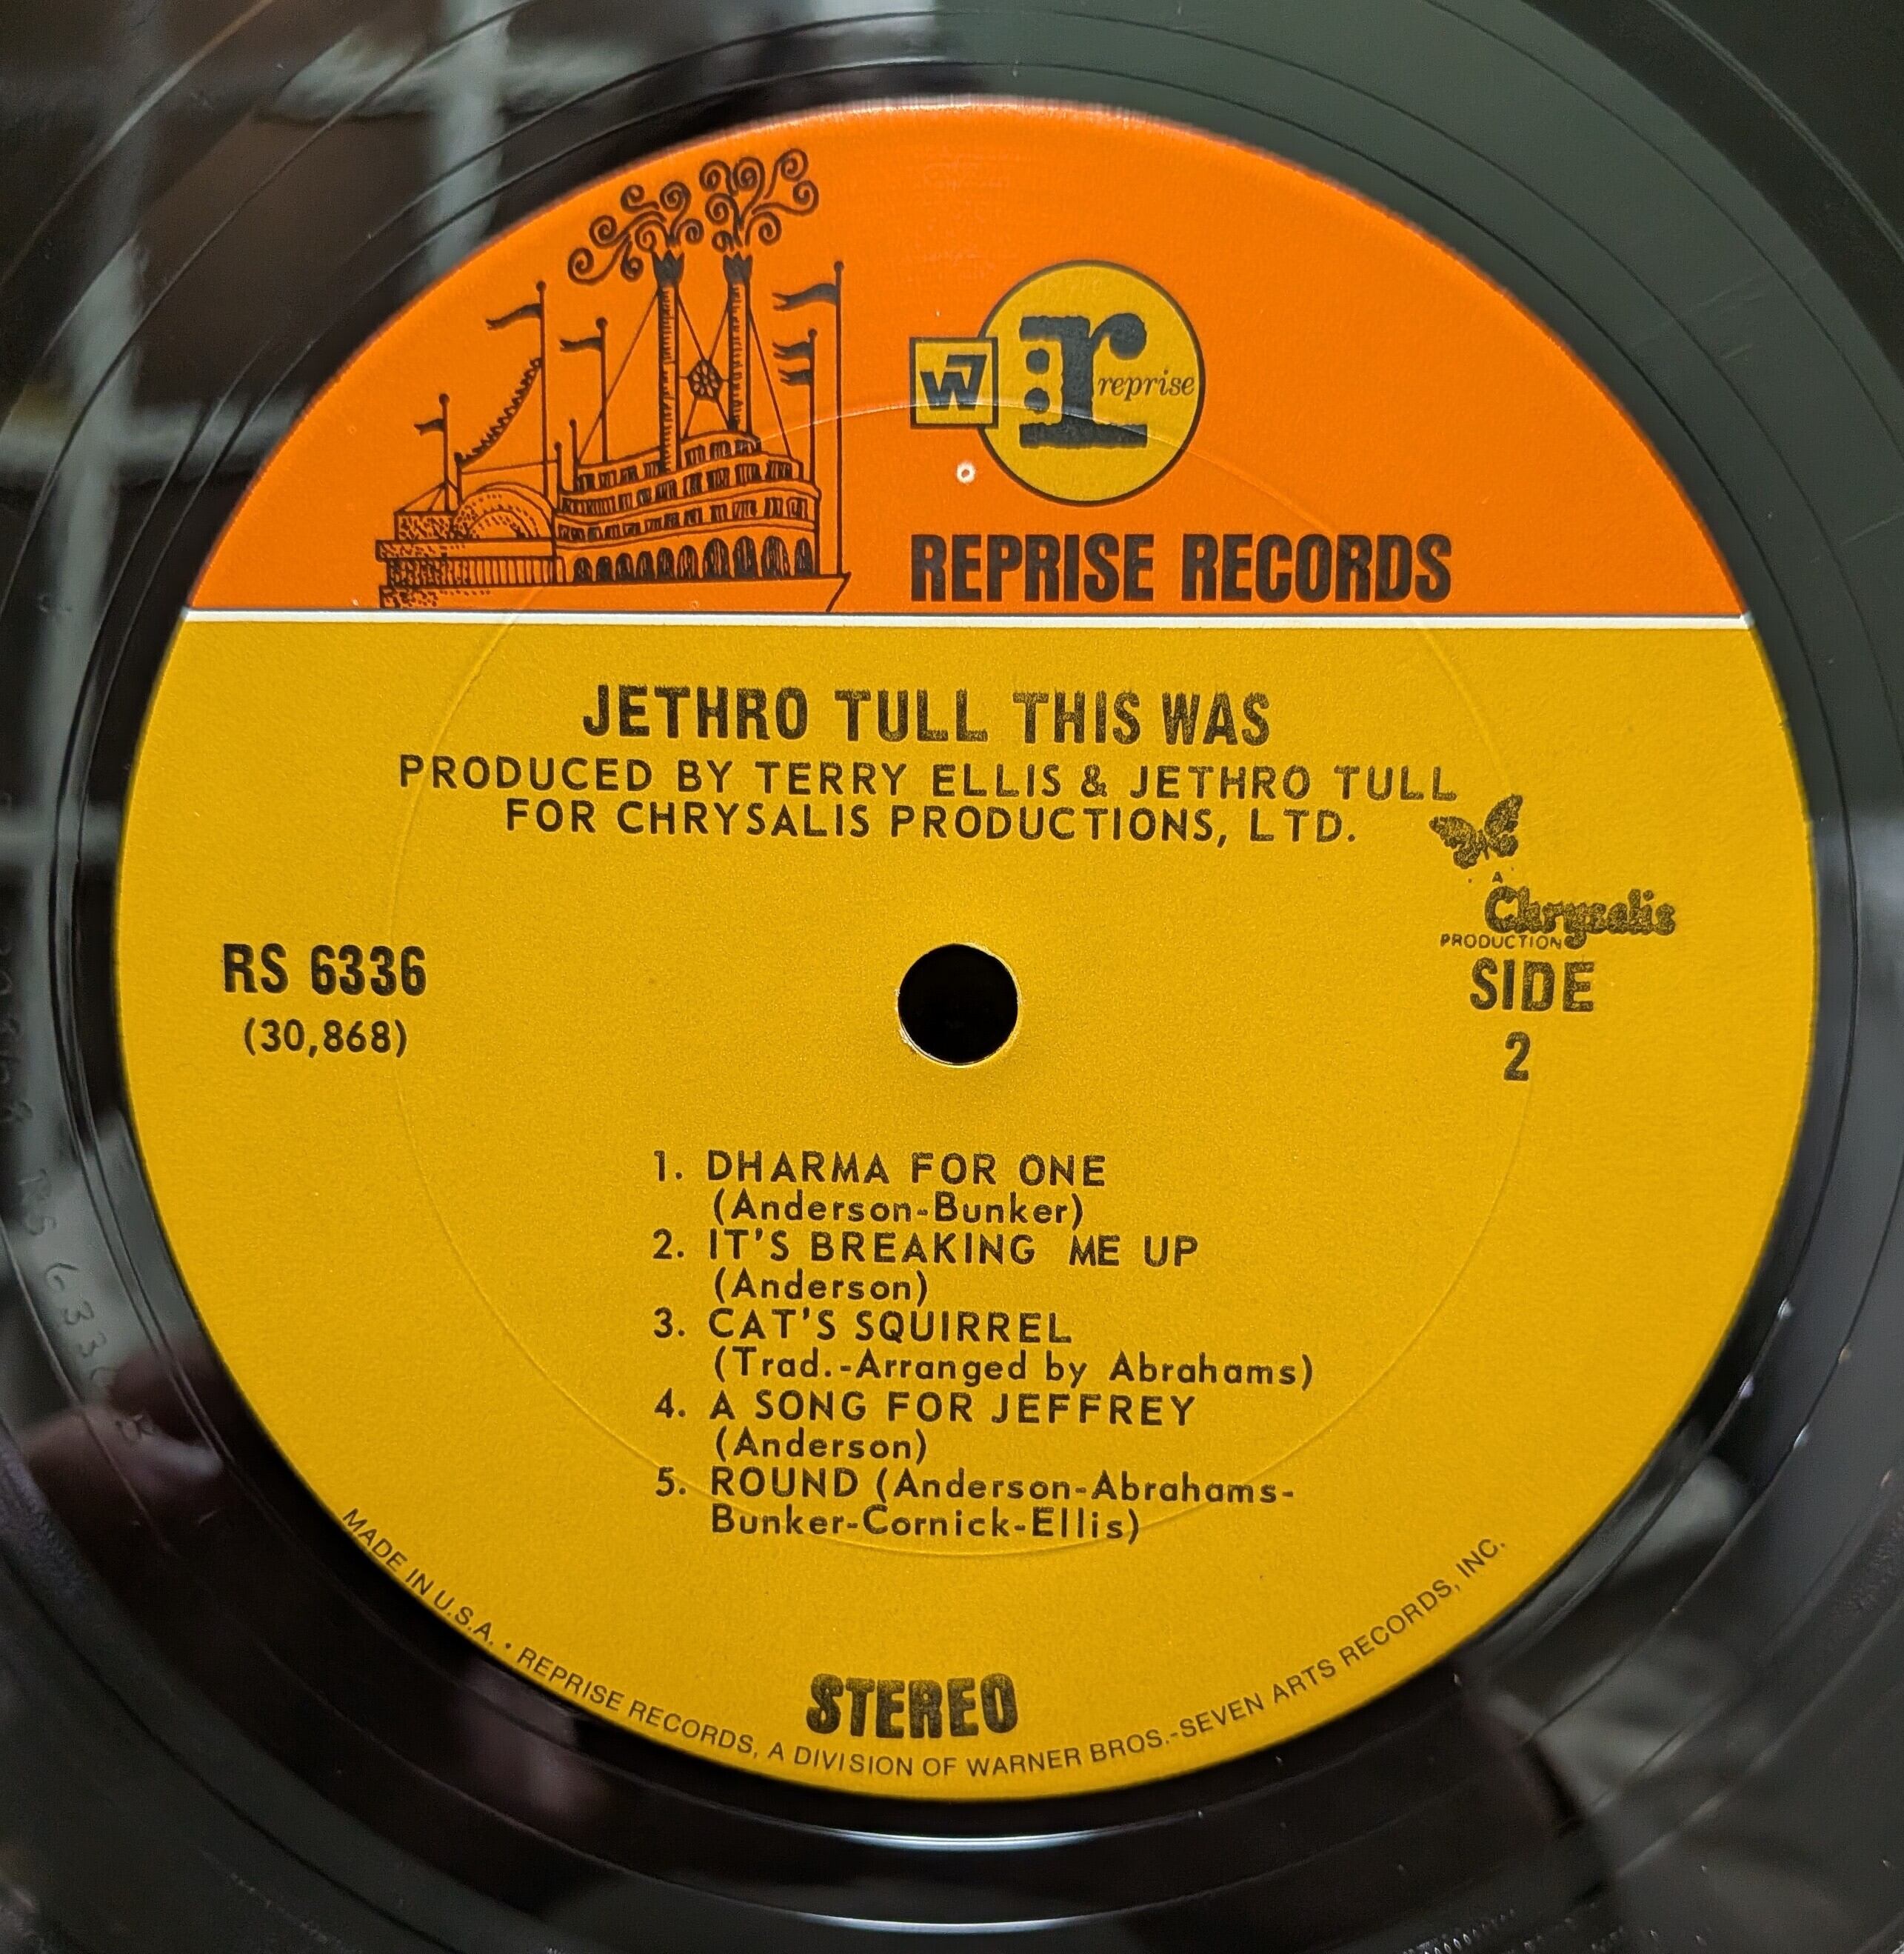 W7
r
reprise
REPRISE RECORDS
JETHRO TULL THIS WAS
PRODUCED BY TERRY ELLIS & JETHRO TULL
FOR CHRYSALIS PRODUCTIONS, LTD.
A
Chrysalis
PRODUCTION
RS 6336
(30,868)
SIDE
2
1. DHARMA FOR ONE
(Anderson-Bunker)
2. IT'S BREAKING ME UP
(Anderson)
3. CAT'S SQUIRREL
(Trad.-Arranged by Abrahams)
4. A SONG FOR JEFFREY
(Anderson)
5. ROUND (Anderson-Abrahams-
Bunker-Cornick-Ellis)
STEREO
MADE IN U.S.A. • REPRISE RECORDS, A DIVISION OF WARNER BROS.-SEVEN ARTS RECORDS, INC.